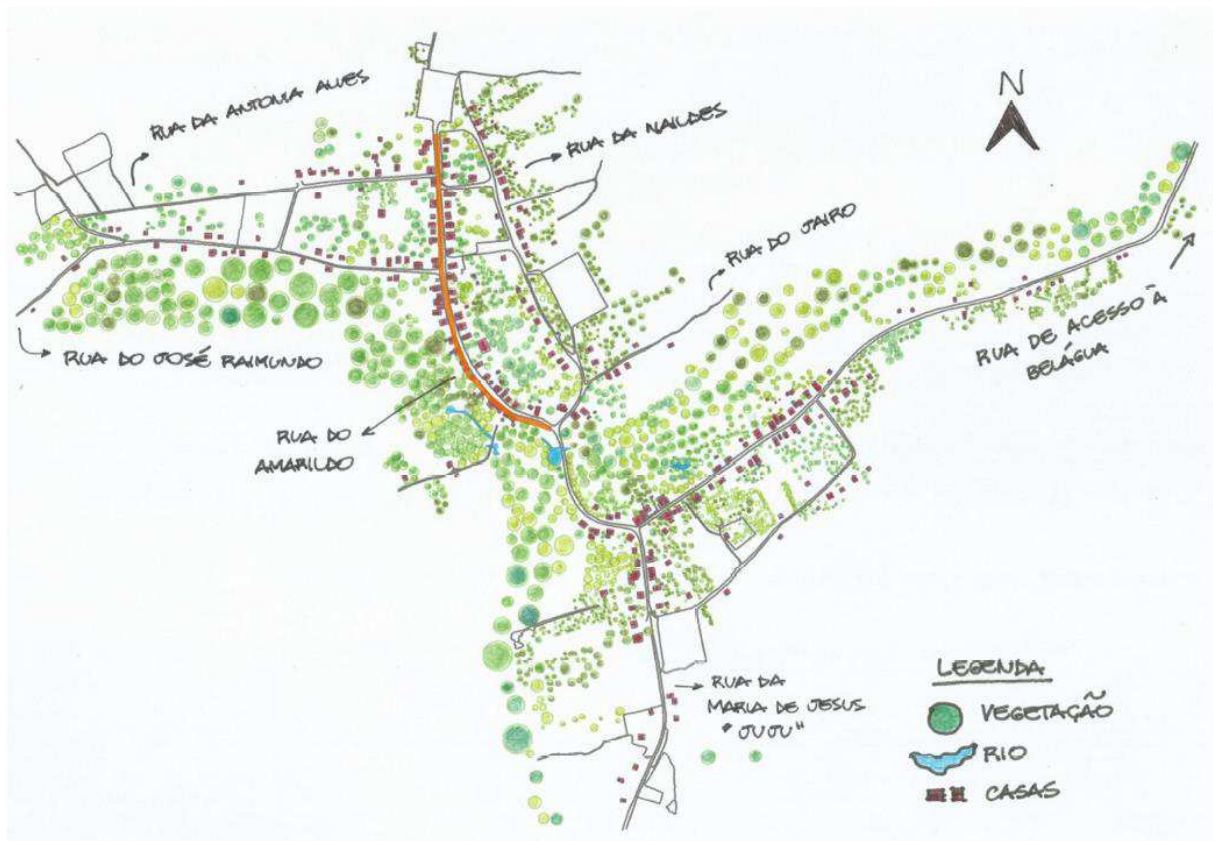 N
RUA DA ANTONIA ALVES
RUA DA NAILDES
RUA DO JAIRO
RUA DE ACESSO À
BELÁGUA
RUA DO JOSÉ RAIMUNDO
RUA DO
AMARILDO
RUA DA
MARIA DE JESUS
"JUJU"
LEGENDA
VEGETAÇÃO
RIO
CASAS